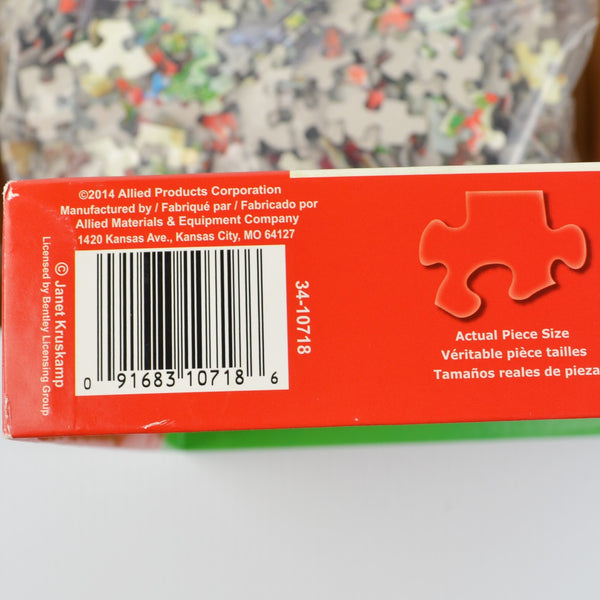 ©2014 Allied Products Corporation
Manufactured by / Fabriqué par / Fabricado por
Allied Materials & Equipment Company
1420 Kansas Ave., Kansas City, MO 64127
© Janet Kruskamp
Licensed by Bentley Licensing Group
0 91683 10718 6
34-10718
Actual Piece Size
Véritable pièce tailles
Tamaños reales de pieza